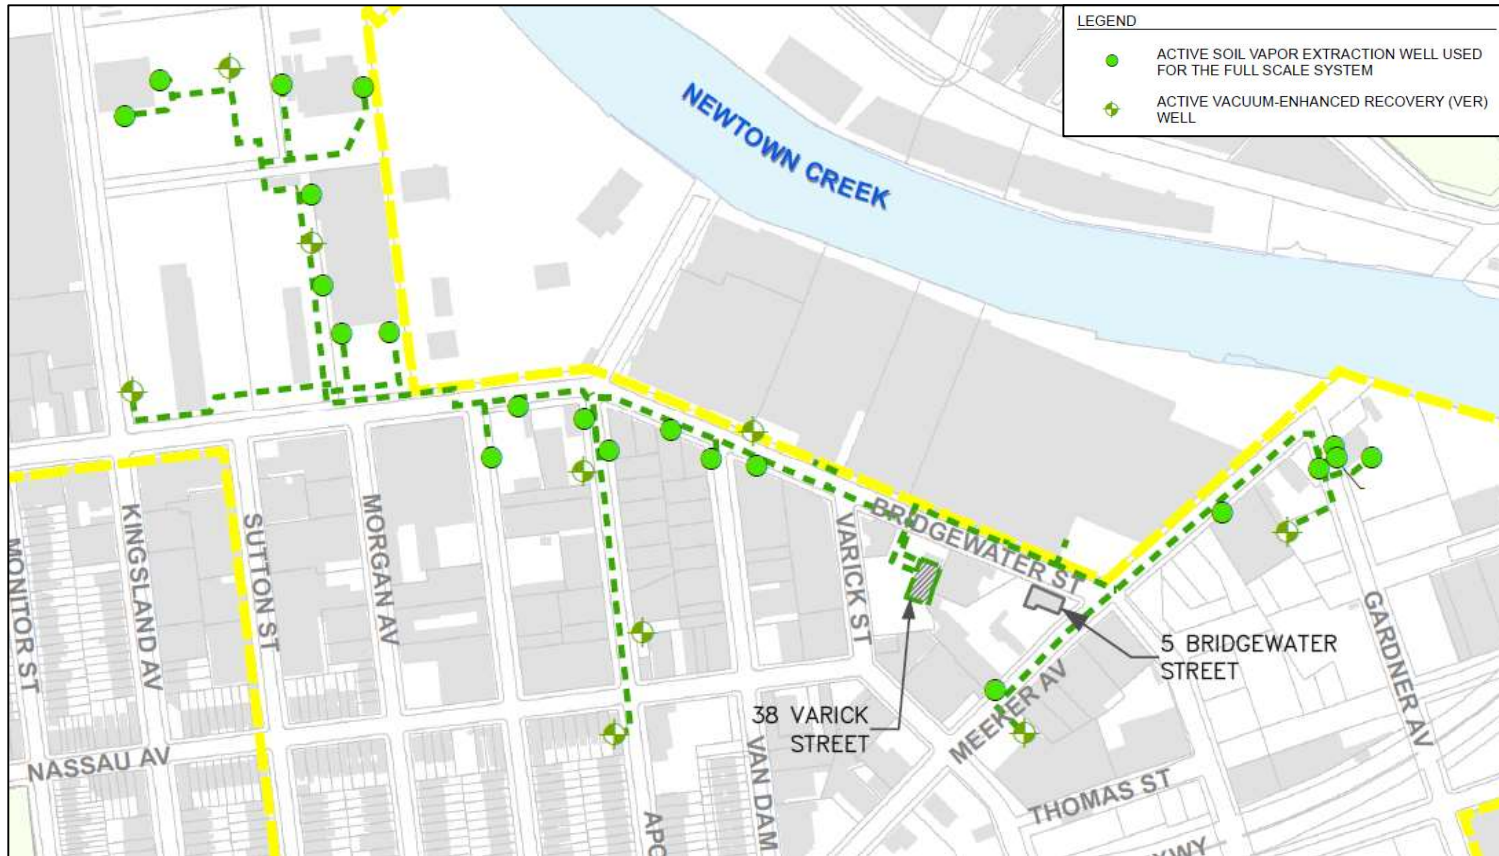 LEGEND
ACTIVE SOIL VAPOR EXTRACTION WELL USED
FOR THE FULL SCALE SYSTEM
ACTIVE VACUUM-ENHANCED RECOVERY (VER)
WELL
NEWTOWN CREEK
BRIDGEWATER ST
MONITOR ST
KINGSLAND AV
SUTTON ST
MORGAN AV
VARICK ST
5 BRIDGEWATER
STREET
GARDNER AV
38 VARICK
STREET
MEEKER AV
NASSAU AV
VAN DAM
THOMAS ST
APO
XWY